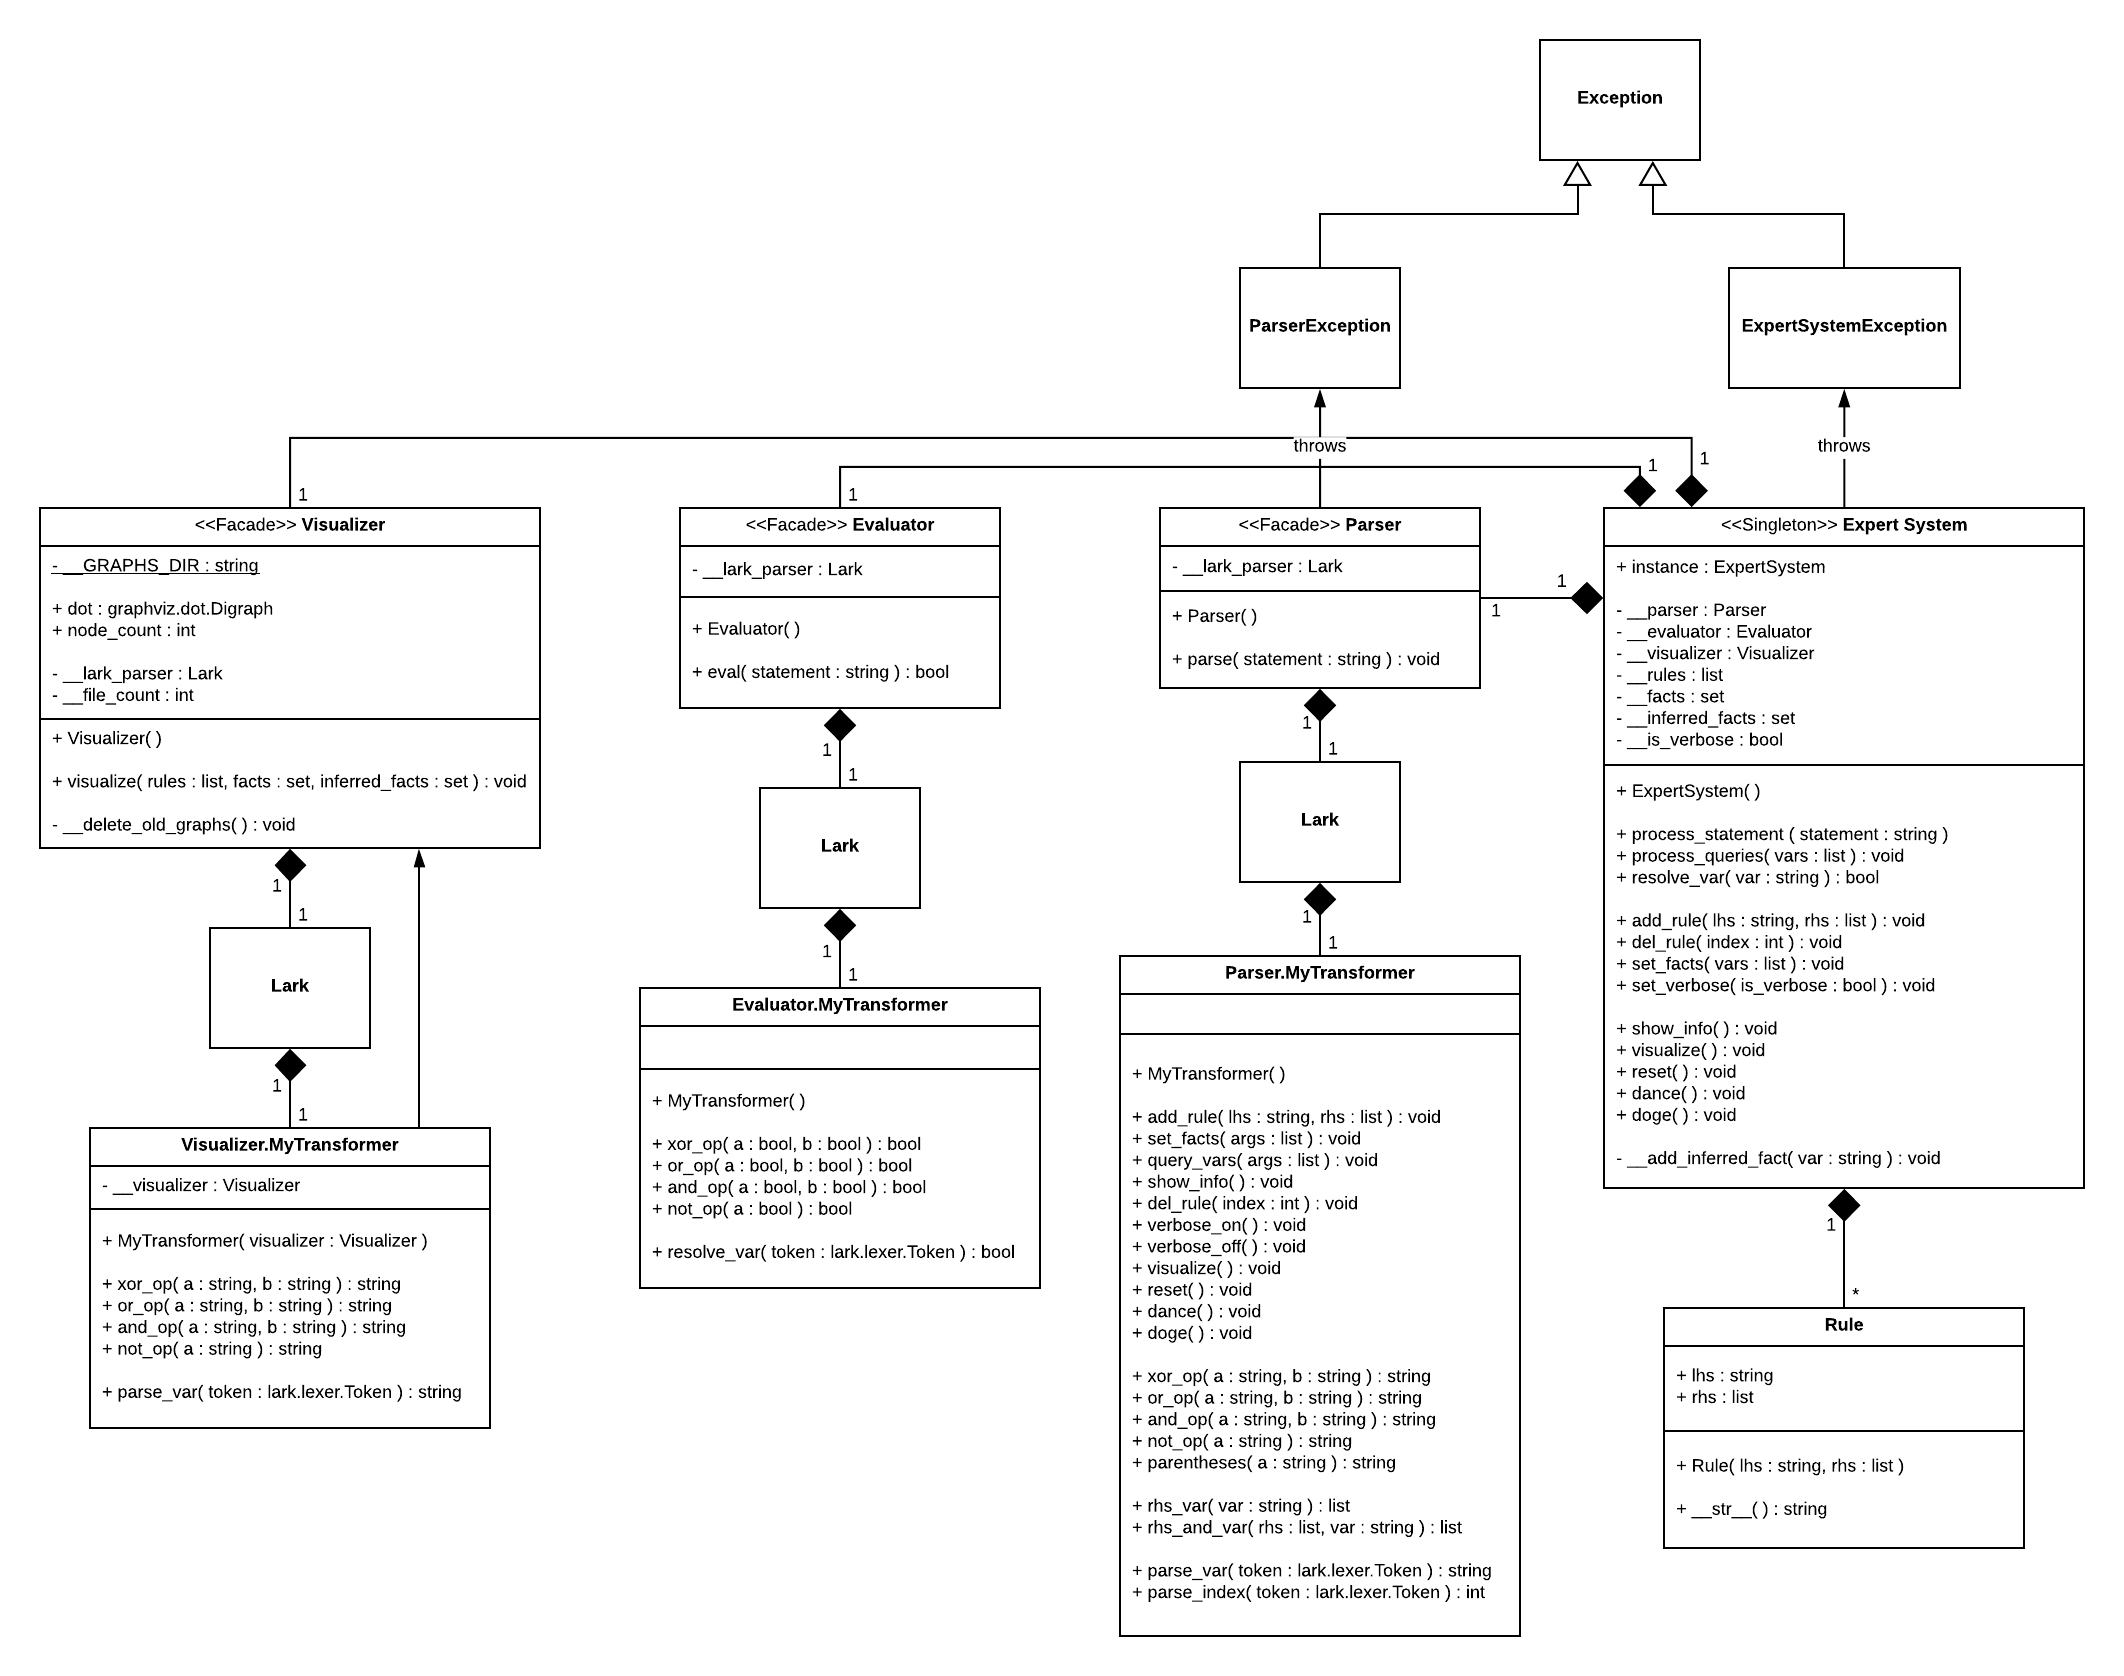 Exception
ParserException
ExpertSystemException
throws
throws
1
1
1
1
<<Facade>> Visualizer
- __GRAPHS_DIR : string
+ dot : graphviz.dot.Digraph
+ node_count : int
- __lark_parser : Lark
- __file_count : int
+ Visualizer( )
+ visualize( rules : list, facts : set, inferred_facts : set ) : void
- __delete_old_graphs( ) : void
1
1
Lark
1
1
Visualizer.MyTransformer
- __visualizer : Visualizer
+ MyTransformer( visualizer : Visualizer )
+ xor_op( a : string, b : string ) : string
+ or_op( a : string, b : string ) : string
+ and_op( a : string, b : string ) : string
+ not_op( a : string ) : string
+ parse_var( token : lark.lexer.Token ) : string
<<Facade>> Evaluator
- __lark_parser : Lark
+ Evaluator( )
+ eval( statement : string ) : bool
1
1
Lark
1
1
Evaluator.MyTransformer
+ MyTransformer( )
+ xor_op( a : bool, b : bool ) : bool
+ or_op( a : bool, b : bool ) : bool
+ and_op( a : bool, b : bool ) : bool
+ not_op( a : bool ) : bool
+ resolve_var( token : lark.lexer.Token ) : bool
<<Facade>> Parser
- __lark_parser : Lark
+ Parser( )
+ parse( statement : string ) : void
1
1
1
1
Lark
1
1
Parser.MyTransformer
+ MyTransformer( )
+ add_rule( lhs : string, rhs : list ) : void
+ set_facts( args : list ) : void
+ query_vars( args : list ) : void
+ show_info( ) : void
+ del_rule( index : int ) : void
+ verbose_on( ) : void
+ verbose_off( ) : void
+ visualize( ) : void
+ reset( ) : void
+ dance( ) : void
+ doge( ) : void
+ xor_op( a : string, b : string ) : string
+ or_op( a : string, b : string ) : string
+ and_op( a : string, b : string ) : string
+ not_op( a : string ) : string
+ parentheses( a : string ) : string
+ rhs_var( var : string ) : list
+ rhs_and_var( rhs : list, var : string ) : list
+ parse_var( token : lark.lexer.Token ) : string
+ parse_index( token : lark.lexer.Token ) : int
<<Singleton>> Expert System
+ instance : ExpertSystem
- __parser : Parser
- __evaluator : Evaluator
- __visualizer : Visualizer
- __rules : list
- __facts : set
- __inferred_facts : set
- __is_verbose : bool
+ ExpertSystem( )
+ process_statement ( statement : string )
+ process_queries( vars : list ) : void
+ resolve_var( var : string ) : bool
+ add_rule( lhs : string, rhs : list ) : void
+ del_rule( index : int ) : void
+ set_facts( vars : list ) : void
+ set_verbose( is_verbose : bool ) : void
+ show_info( ) : void
+ visualize( ) : void
+ reset( ) : void
+ dance( ) : void
+ doge( ) : void
- __add_inferred_fact( var : string ) : void
1
*
Rule
+ lhs : string
+ rhs : list
+ Rule( lhs : string, rhs : list )
+ __str__( ) : string